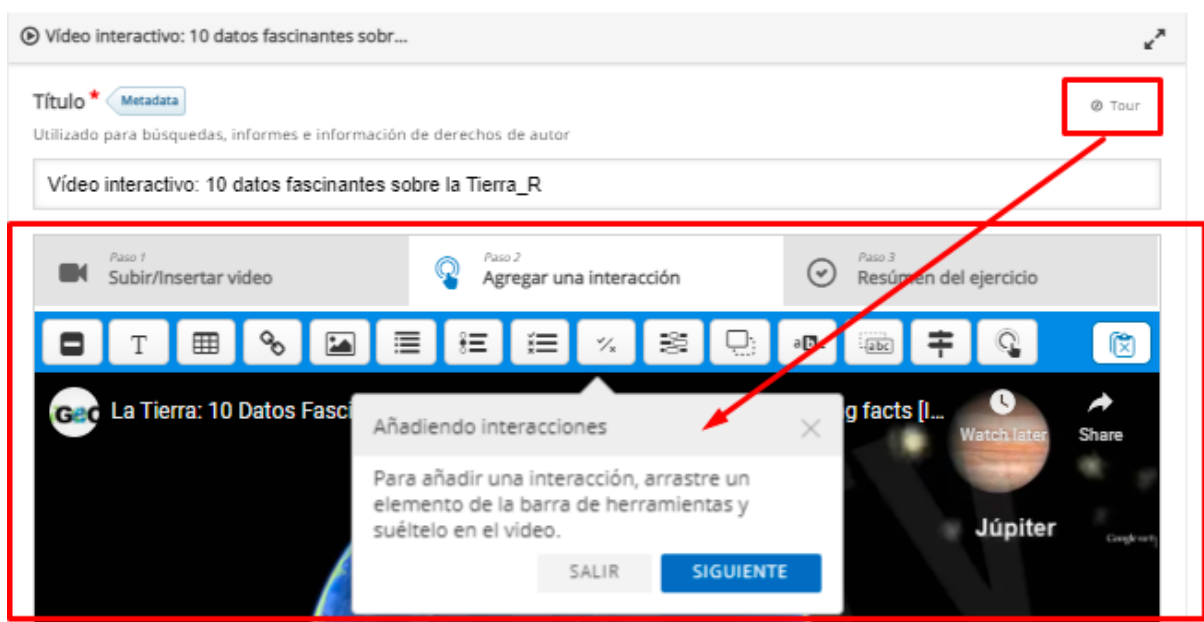 Vídeo interactivo: 10 datos fascinantes sobr...
Título * Metadata
Tour
Utilizado para búsquedas, informes e información de derechos de autor
Vídeo interactivo: 10 datos fascinantes sobre la Tierra_R
Paso 1
Subir/Insertar video
Paso 2
Agregar una interacción
Paso 3
Resúmen del ejercicio
T
abc
La Tierra: 10 Datos Fasci
g facts [I...
Watch later
Share
Añadiendo interacciones
Para añadir una interacción, arrastre un
elemento de la barra de herramientas y
suéltelo en el video.
SALIR SIGUIENTE
Júpiter